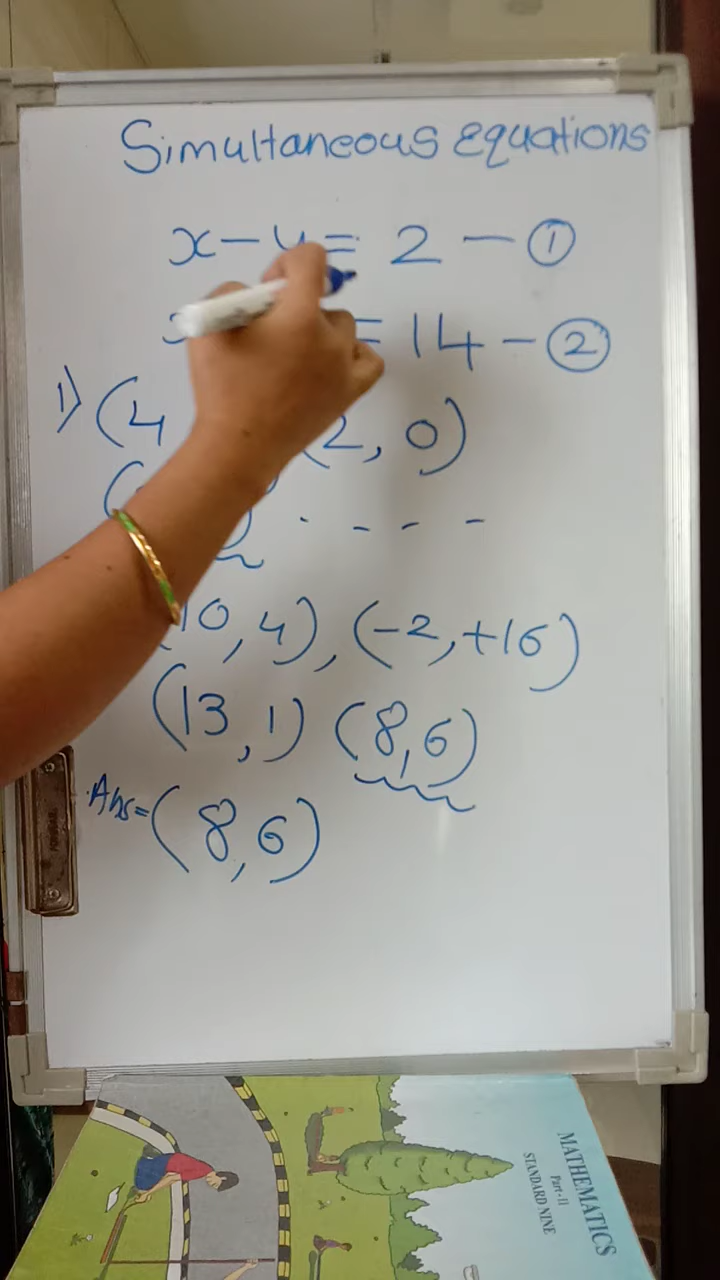 Simultaneous Equations
x - y = 2 - ①
= 14 - ②
1) (4 2, 0)
- - -
10, 4), (-2, +16)
(13, 1) (8, 6)
Ans = (8, 6)
MATHEMATICS
Part - II
STANDARD NINE